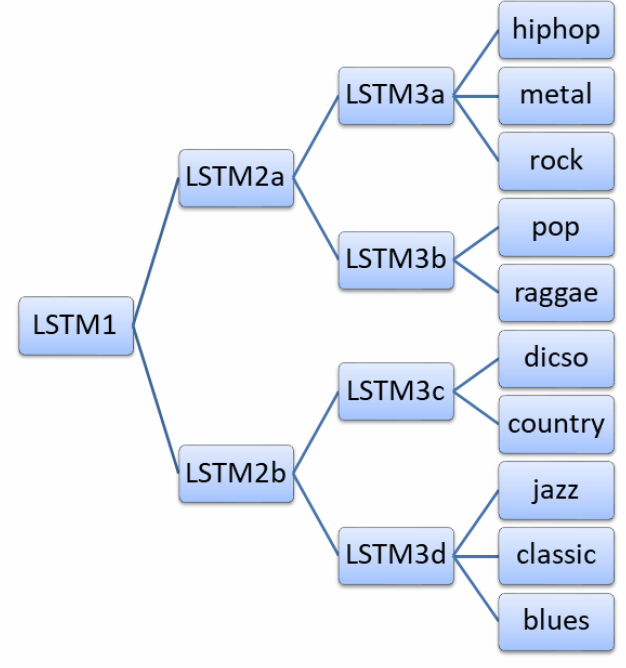 LSTM1
LSTM2a
LSTM2b
LSTM3a
LSTM3b
LSTM3c
LSTM3d
hiphop
metal
rock
pop
raggae
dicso
country
jazz
classic
blues